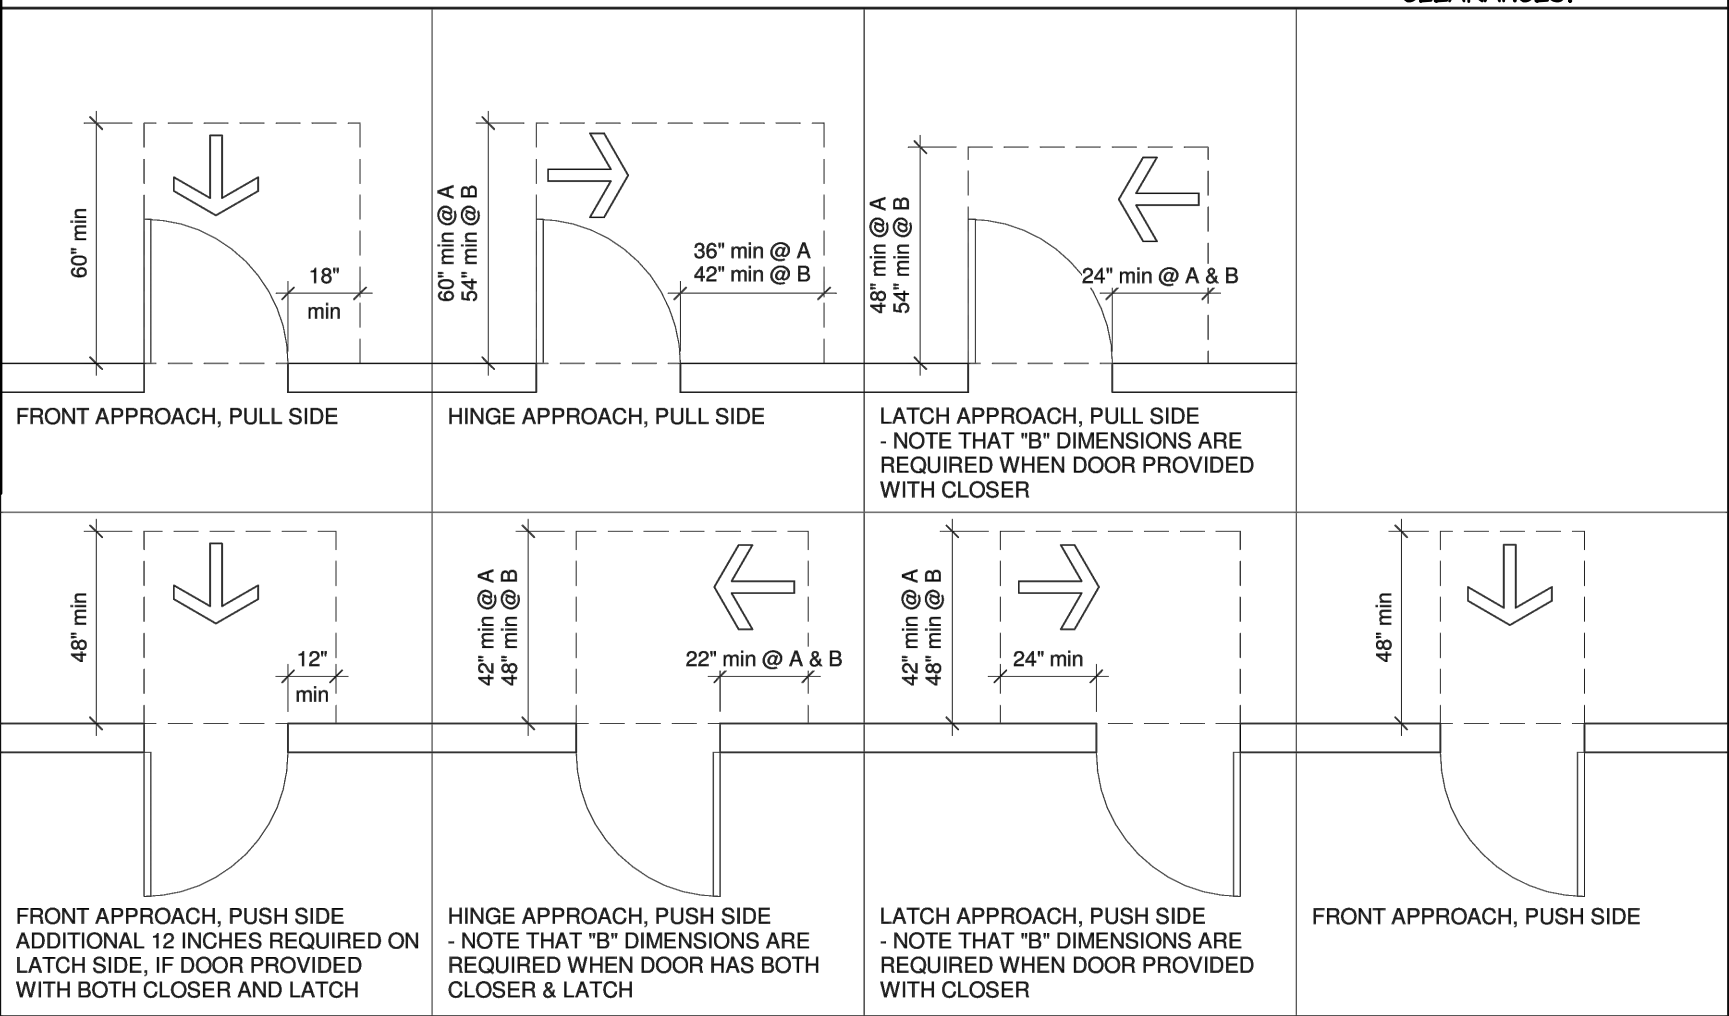 CLEARANCES.
60" min
18"
min
FRONT APPROACH, PULL SIDE
60" min @ A
54" min @ B
36" min @ A
42" min @ B
HINGE APPROACH, PULL SIDE
48" min @ A
54" min @ B
24" min @ A & B
LATCH APPROACH, PULL SIDE
- NOTE THAT "B" DIMENSIONS ARE
REQUIRED WHEN DOOR PROVIDED
WITH CLOSER
48" min
12"
min
FRONT APPROACH, PUSH SIDE
ADDITIONAL 12 INCHES REQUIRED ON
LATCH SIDE, IF DOOR PROVIDED
WITH BOTH CLOSER AND LATCH
42" min @ A
48" min @ B
22" min @ A & B
HINGE APPROACH, PUSH SIDE
- NOTE THAT "B" DIMENSIONS ARE
REQUIRED WHEN DOOR HAS BOTH
CLOSER & LATCH
42" min @ A
48" min @ B
24" min
LATCH APPROACH, PUSH SIDE
- NOTE THAT "B" DIMENSIONS ARE
REQUIRED WHEN DOOR PROVIDED
WITH CLOSER
48" min
FRONT APPROACH, PUSH SIDE